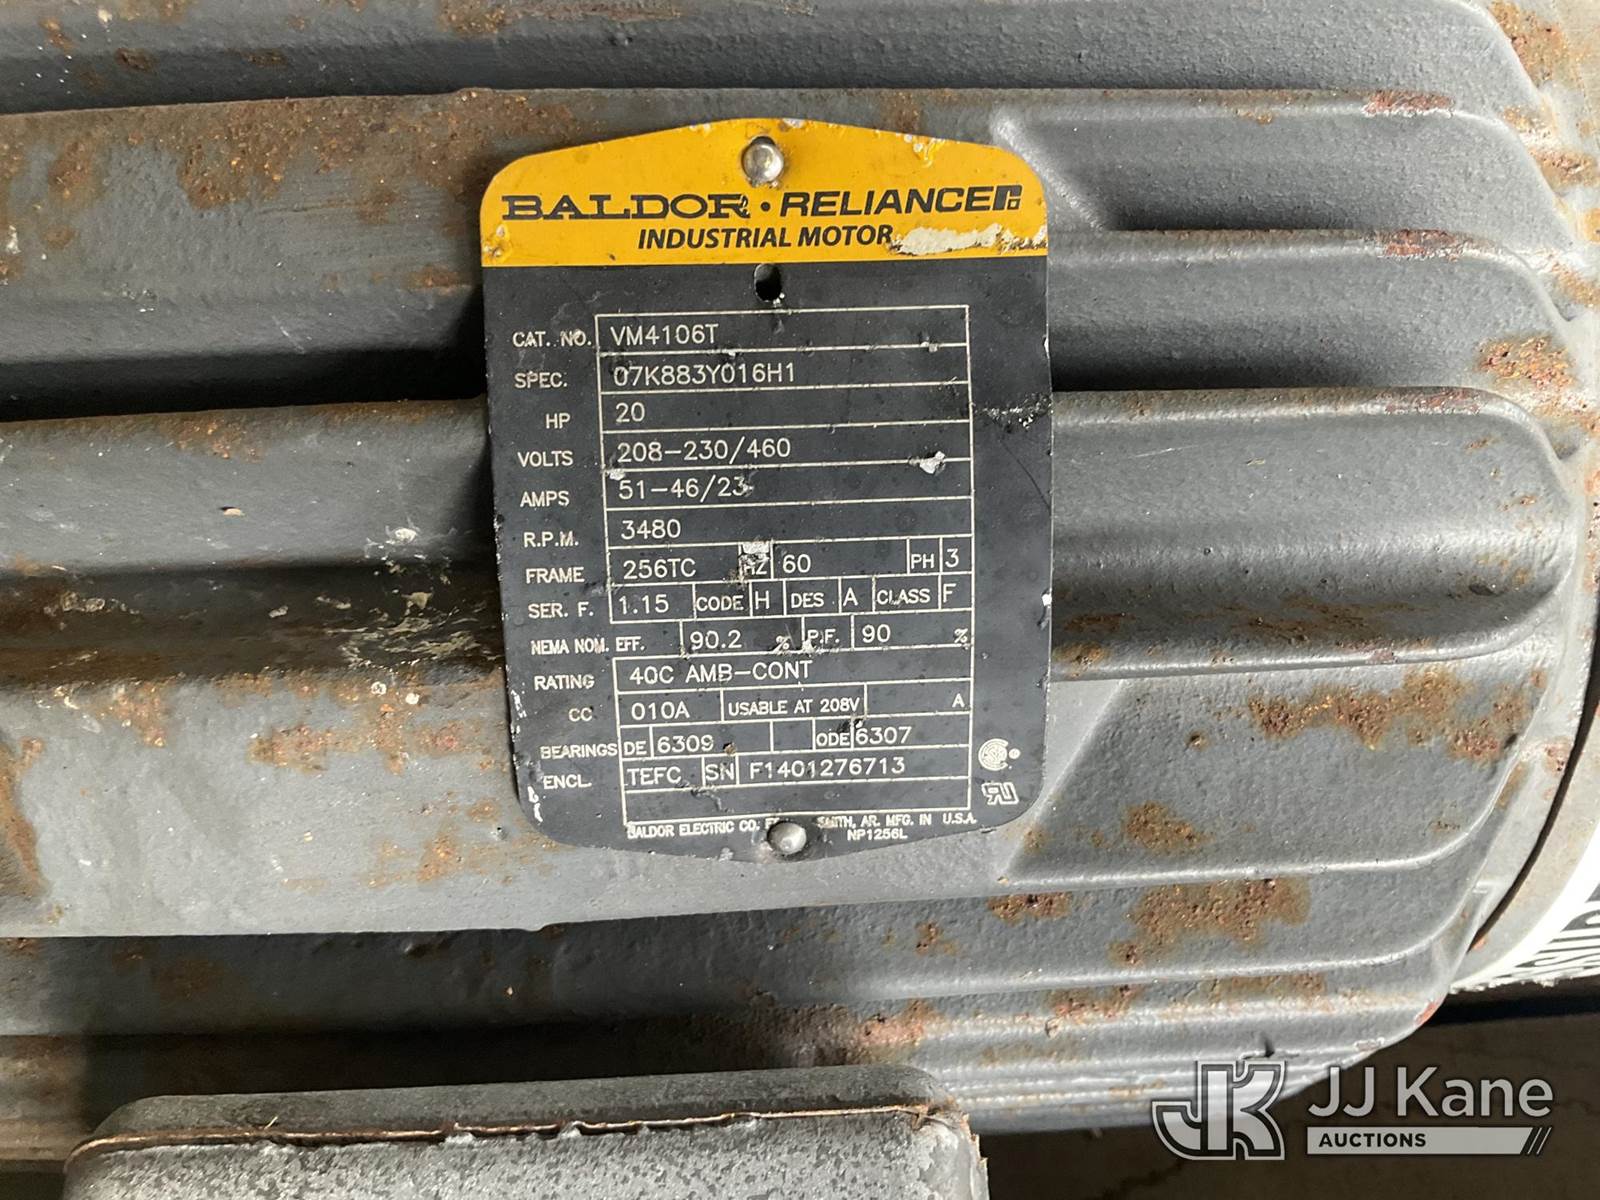 BALDOR • RELIANCE
INDUSTRIAL MOTOR
CAT. NO. VM4106T
SPEC. 07K883Y016H1
HP 20
VOLTS 208-230/460
AMPS 51-46/23
R.P.M. 3480
FRAME 256TC HZ 60 PH 3
SER. F. 1.15 CODE H DES A CLASS F
NEMA NOM. EFF. 90.2 % P.F. 90 %
RATING 40C AMB-CONT
CC 010A USABLE AT 208V A
BEARINGS DE 6309 ODE 6307
ENCL. TEFC SN F1401276713
BALDOR ELECTRIC CO. SMITH, AR. MFG. IN U.S.A.
NP1256L
JK JJ Kane
AUCTIONS